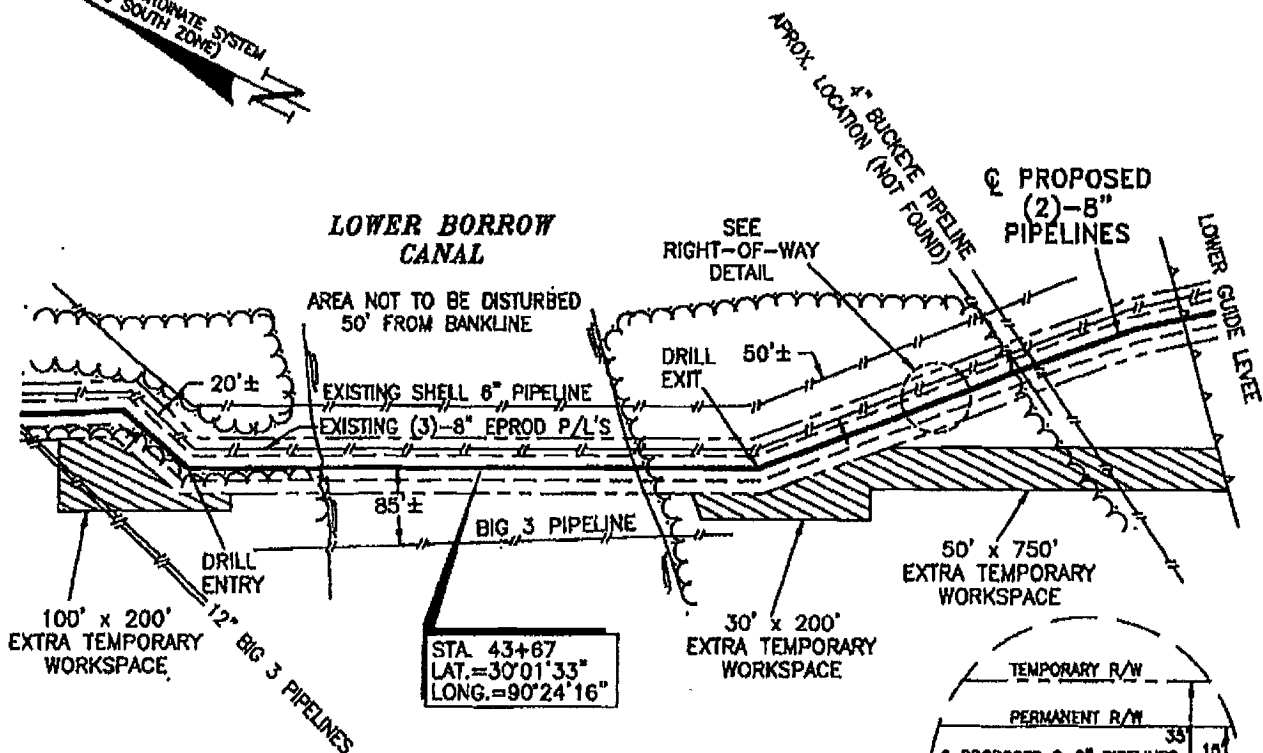 SYSTEM
SOUTH ZONE)
N
APROX. LOCATION (NOT FOUND)
4" BUCKEYE PIPELINE
℄ PROPOSED
(2)-8"
PIPELINES
LOWER GUIDE LEVEE
LOWER BORROW
CANAL
SEE
RIGHT-OF-WAY
DETAIL
AREA NOT TO BE DISTURBED
50' FROM BANKLINE
DRILL
EXIT
50'±
20'±
EXISTING SHELL 6" PIPELINE
EXISTING (3)-8" EPROD P/L'S
85'±
BIG 3 PIPELINE
DRILL
ENTRY
100' x 200'
EXTRA TEMPORARY
WORKSPACE
12" BIG 3 PIPELINES
STA. 43+67
LAT.=30°01'33"
LONG.=90°24'16"
30' x 200'
EXTRA TEMPORARY
WORKSPACE
50' x 750'
EXTRA TEMPORARY
WORKSPACE
TEMPORARY R/W
PERMANENT R/W
35'
15'